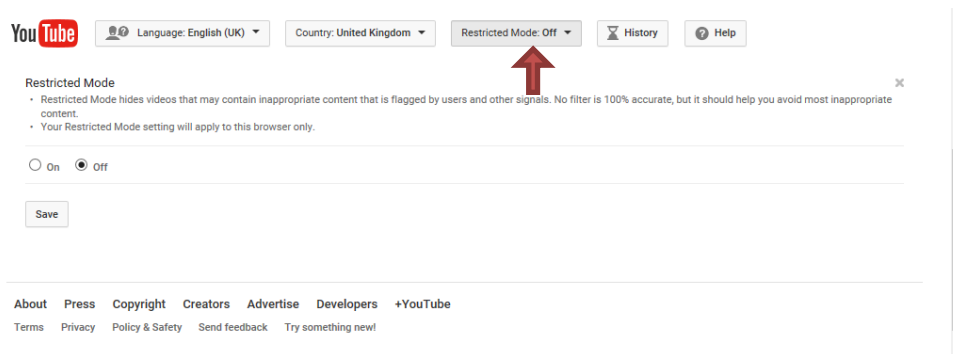 You Tube Language: English (UK) Country: United Kingdom Restricted Mode: Off History Help
Restricted Mode
• Restricted Mode hides videos that may contain inappropriate content that is flagged by users and other signals. No filter is 100% accurate, but it should help you avoid most inappropriate
content.
• Your Restricted Mode setting will apply to this browser only.
On Off
Save
About Press Copyright Creators Advertise Developers +YouTube
Terms Privacy Policy & Safety Send feedback Try something new!